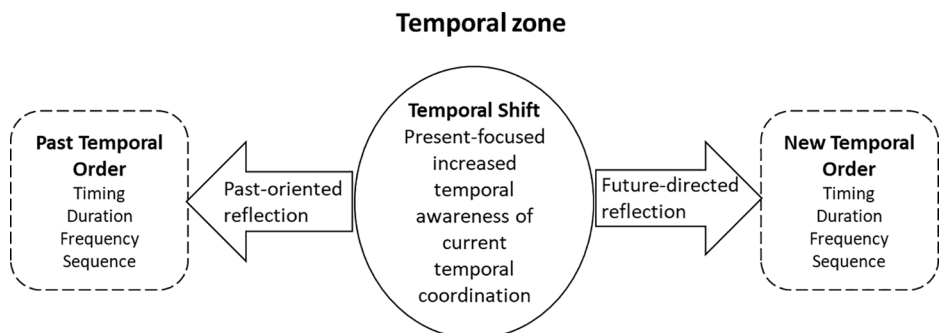 Temporal zone
Past Temporal
Order
Timing
Duration
Frequency
Sequence
Past-oriented
reflection
Temporal Shift
Present-focused
increased
temporal
awareness of
current
temporal
coordination
Future-directed
reflection
New Temporal
Order
Timing
Duration
Frequency
Sequence